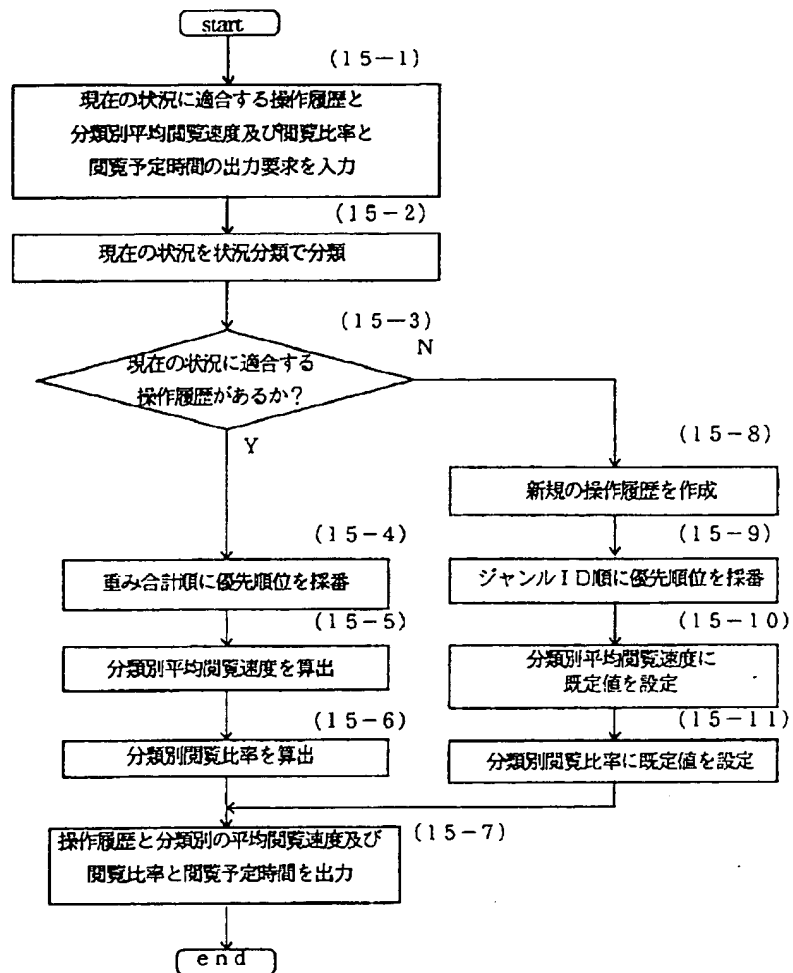 start
(15-1)
現在の状況に適合する操作履歴と
分類別平均閲覧速度及び閲覧比率と
閲覧予定時間の出力要求を入力
(15-2)
現在の状況を状況分類で分類
(15-3)
現在の状況に適合する
操作履歴があるか?
N
Y
(15-4)
重み合計順に優先順位を採番
(15-5)
分類別平均閲覧速度を算出
(15-6)
分類別閲覧比率を算出
(15-8)
新規の操作履歴を作成
(15-9)
ジャンルID順に優先順位を採番
(15-10)
分類別平均閲覧速度に
既定値を設定
(15-11)
分類別閲覧比率に既定値を設定
(15-7)
操作履歴と分類別の平均閲覧速度及び
閲覧比率と閲覧予定時間を出力
end